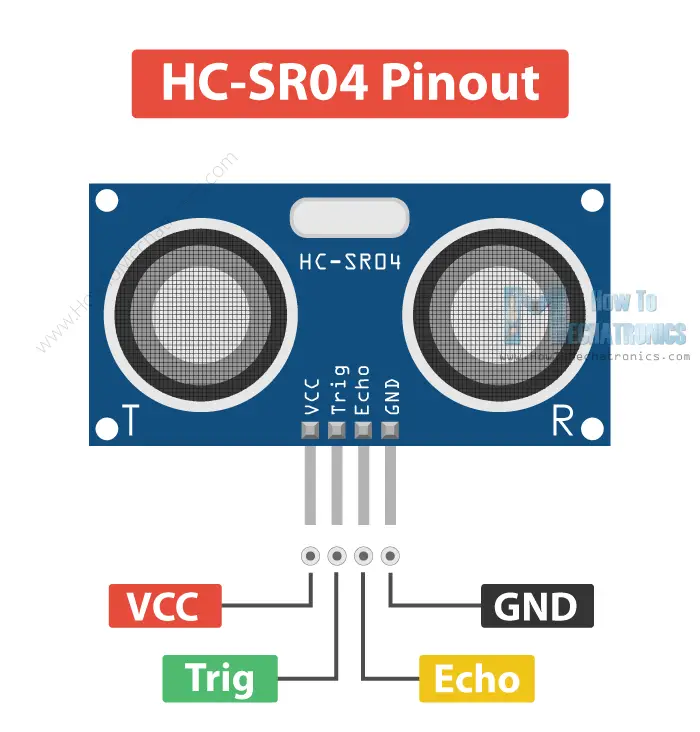 HC-SR04 Pinout
HC-SR04
How To
Mechatronics
www.HowToMechatronics.com
VCC
Trig
Echo
GND
T
R
VCC
GND
Trig
Echo